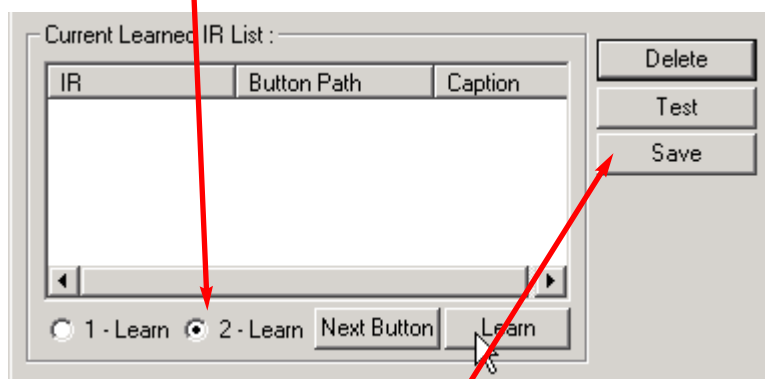 Current Learned IR List :
IR Button Path Caption
1 - Learn 2 - Learn Next Button Learn
Delete
Test
Save